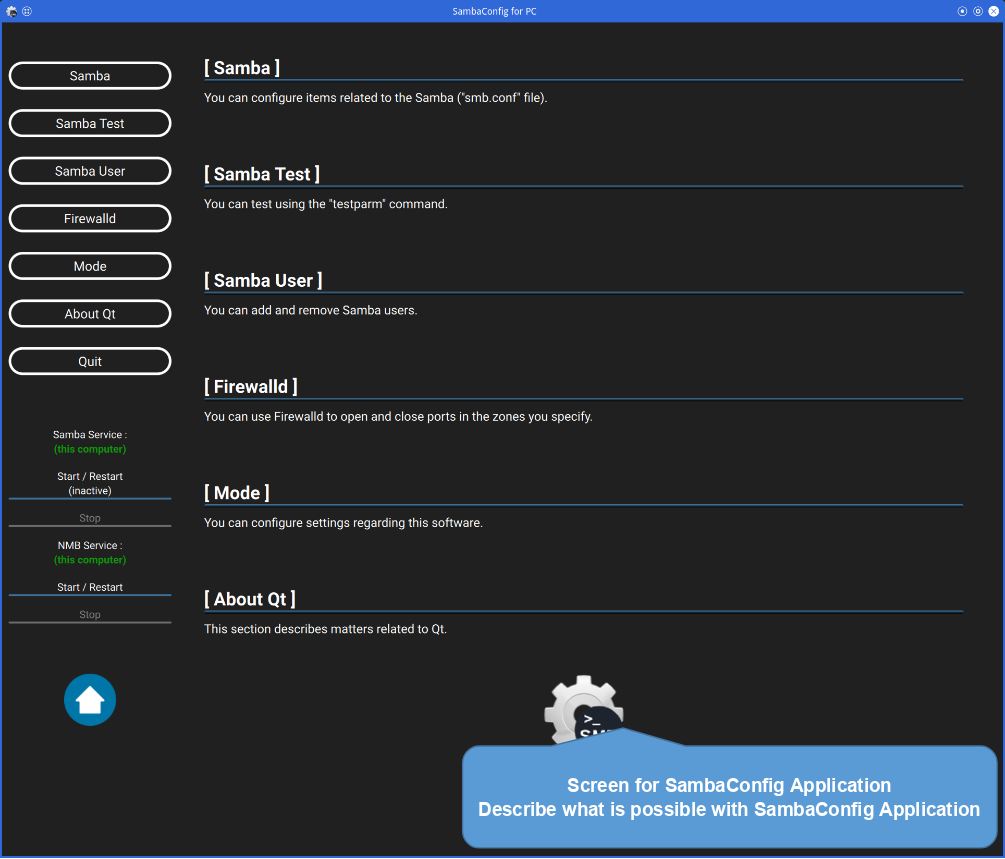 SambaConfig for PC
Samba
Samba Test
Samba User
Firewalld
Mode
About Qt
Quit
Samba Service :
(this computer)
Start / Restart
(inactive)
Stop
NMB Service :
(this computer)
Start / Restart
Stop
[ Samba ]
You can configure items related to the Samba ("smb.conf" file).
[ Samba Test ]
You can test using the "testparm" command.
[ Samba User ]
You can add and remove Samba users.
[ Firewalld ]
You can use Firewalld to open and close ports in the zones you specify.
[ Mode ]
You can configure settings regarding this software.
[ About Qt ]
This section describes matters related to Qt.
>_
Screen for SambaConfig Application
Describe what is possible with SambaConfig Application